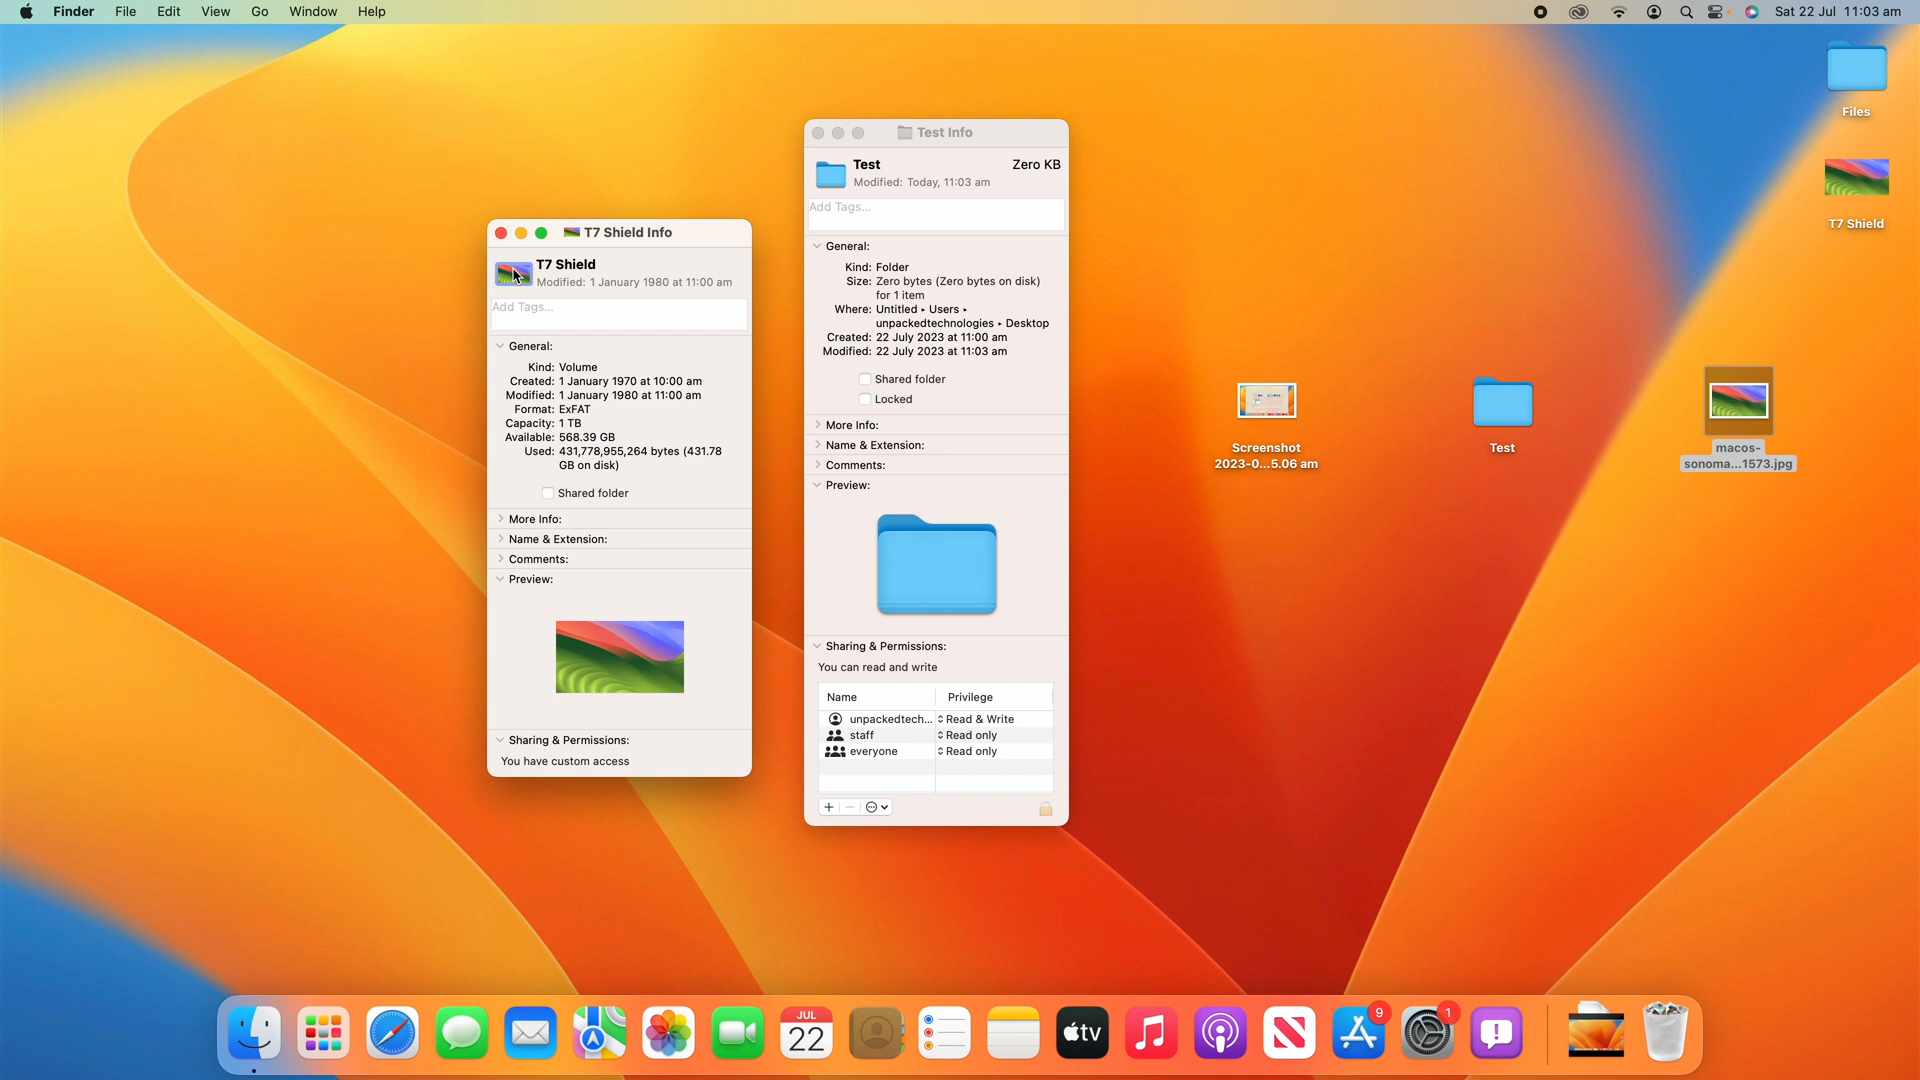 Finder File Edit View Go Window Help
Sat 22 Jul 11:03 am
T7 Shield Info
T7 Shield
Modified: 1 January 1980 at 11:00 am
Add Tags...
General:
Kind: Volume
Created: 1 January 1970 at 10:00 am
Modified: 1 January 1980 at 11:00 am
Format: ExFAT
Capacity: 1 TB
Available: 568.39 GB
Used: 431,778,955,264 bytes (431.78
GB on disk)
Shared folder
More Info:
Name & Extension:
Comments:
Preview:
Sharing & Permissions:
You have custom access
Test Info
Test Zero KB
Modified: Today, 11:03 am
Add Tags...
General:
Kind: Folder
Size: Zero bytes (Zero bytes on disk)
for 1 item
Where: Untitled ▸ Users ▸
unpackedtechnologies ▸ Desktop
Created: 22 July 2023 at 11:00 am
Modified: 22 July 2023 at 11:03 am
Shared folder
Locked
More Info:
Name & Extension:
Comments:
Preview:
Sharing & Permissions:
You can read and write
Name Privilege
unpackedtech... Read & Write
staff Read only
everyone Read only
Files
T7 Shield
Screenshot
2023-0...5.06 am
Test
macos-
sonoma...1573.jpg
JUL
22
tv
9
1